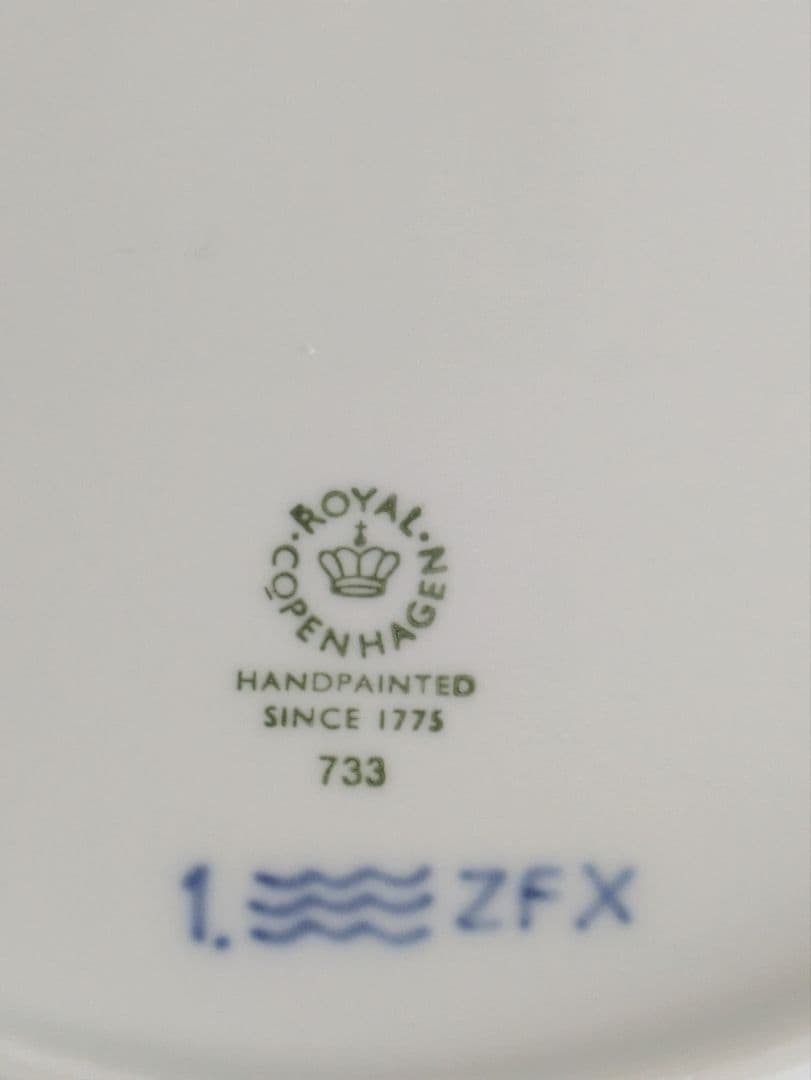 ROYAL
COPENHAGEN
HANDPAINTED
SINCE 1775
733
1. ZFX